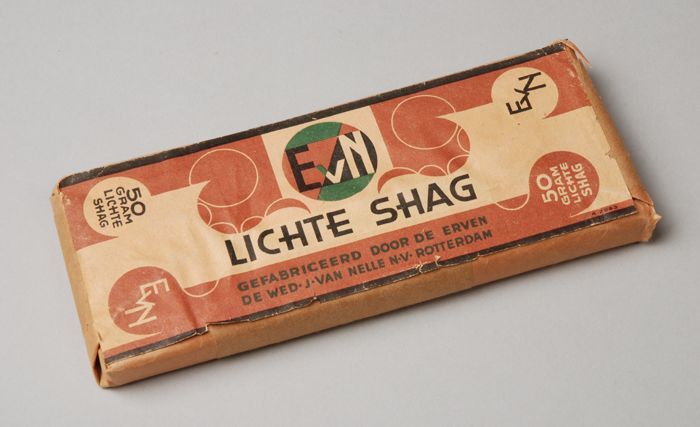 50
GRAM
LICHTE
SHAG
EvN
EvN
EvN
LICHTE SHAG
GEFABRICEERD DOOR DE ERVEN
DE WED·J·VAN NELLE N·V·ROTTERDAM
EvN
50
GRAM
LICHTE
SHAG